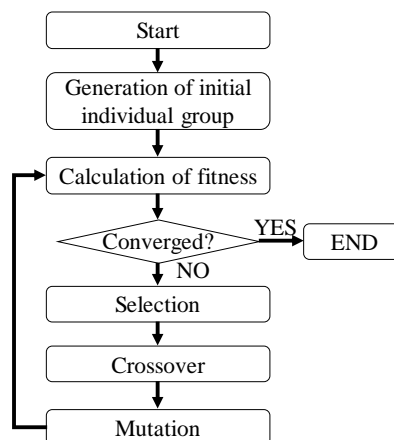 Start
Generation of initial
individual group
Calculation of fitness
Converged?
YES
END
NO
Selection
Crossover
Mutation